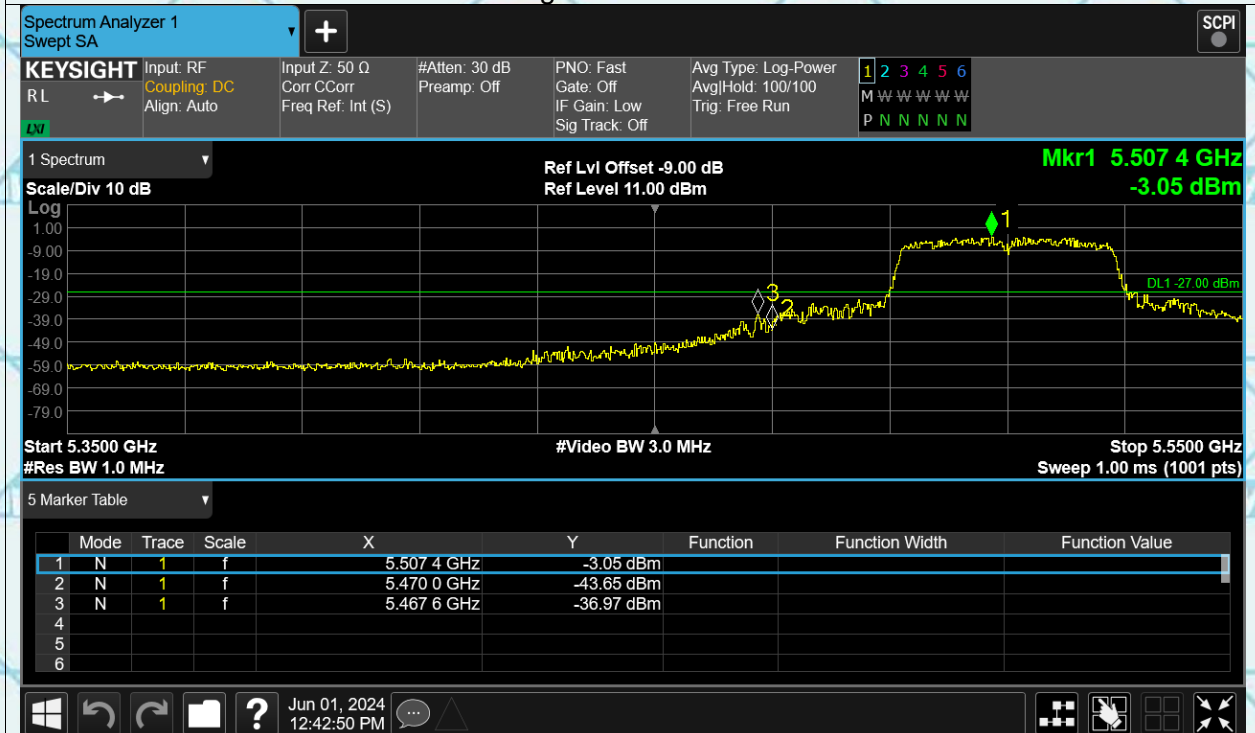 Spectrum Analyzer 1
Swept SA
+
SCPI
KEYSIGHT
R L
LXI
Input: RF
Coupling: DC
Align: Auto
Input Z: 50 Ω
Corr CCorr
Freq Ref: Int (S)
#Atten: 30 dB
Preamp: Off
PNO: Fast
Gate: Off
IF Gain: Low
Sig Track: Off
Avg Type: Log-Power
Avg|Hold: 100/100
Trig: Free Run
1 2 3 4 5 6
M W W W W W
P N N N N N
1 Spectrum
Scale/Div 10 dB
Ref Lvl Offset -9.00 dB
Ref Level 11.00 dBm
Mkr1 5.507 4 GHz
-3.05 dBm
Log
1.00
-9.00
-19.0
-29.0
-39.0
-49.0
-59.0
-69.0
-79.0
1
3
2
DL1 -27.00 dBm
Start 5.3500 GHz
#Res BW 1.0 MHz
#Video BW 3.0 MHz
Stop 5.5500 GHz
Sweep 1.00 ms (1001 pts)
5 Marker Table
Mode Trace Scale X Y Function Function Width Function Value
1 N 1 f 5.507 4 GHz -3.05 dBm
2 N 1 f 5.470 0 GHz -43.65 dBm
3 N 1 f 5.467 6 GHz -36.97 dBm
4
5
6
?
Jun 01, 2024
12:42:50 PM